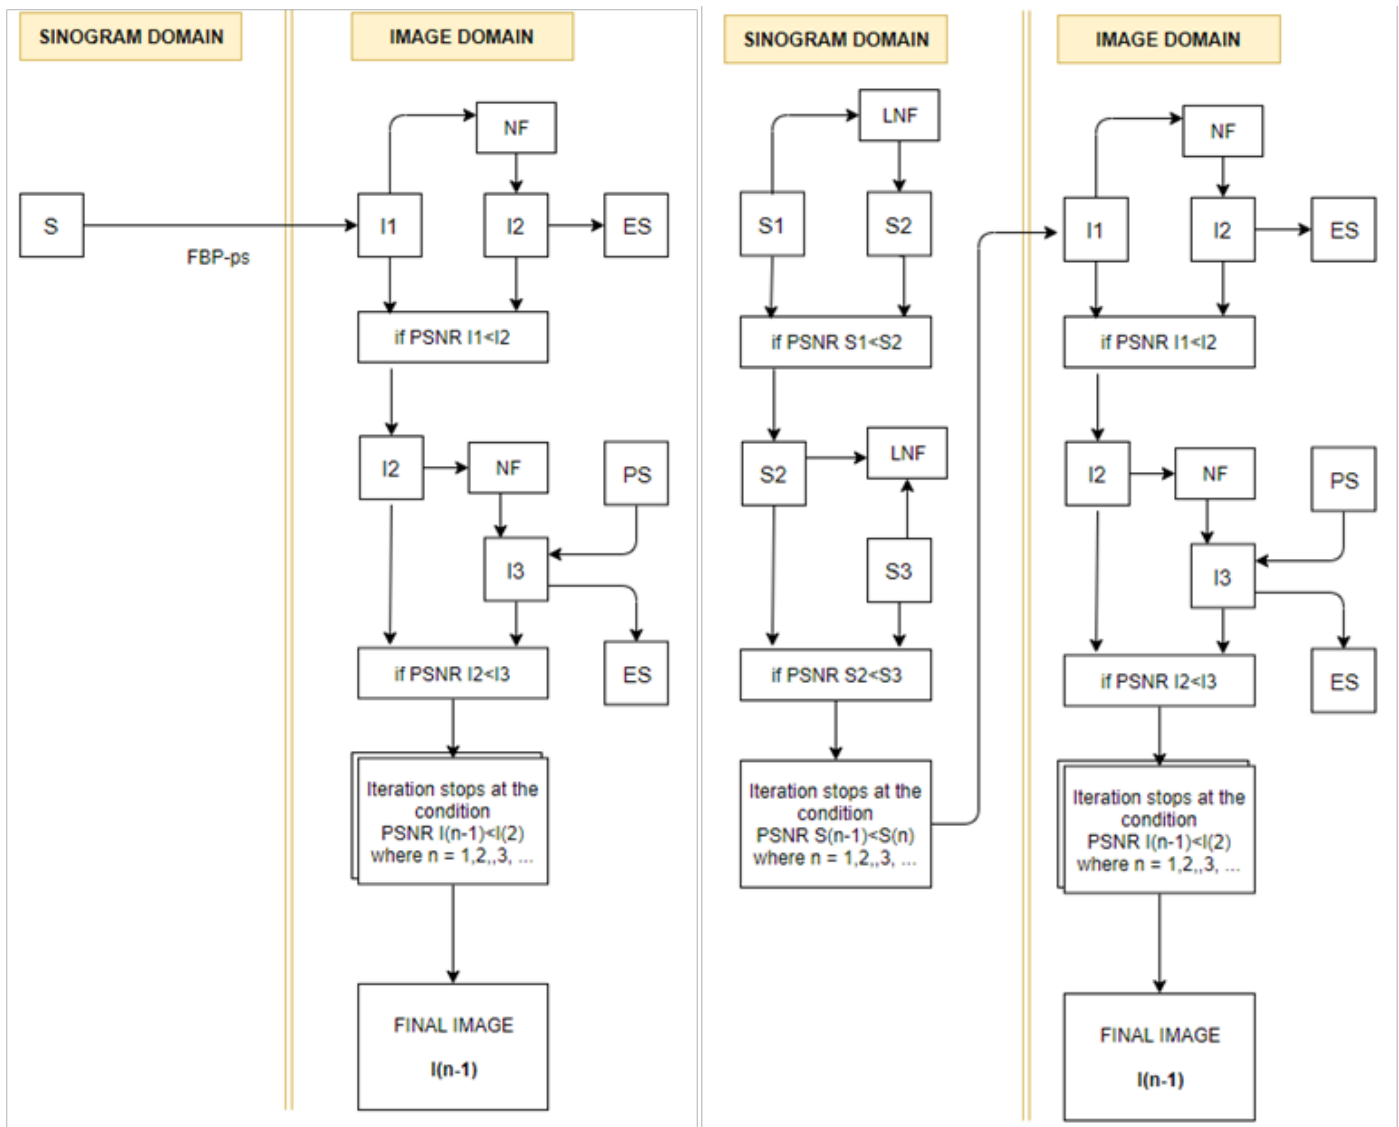 SINOGRAM DOMAIN
IMAGE DOMAIN
NF
S
I1
I2
ES
FBP-ps
if PSNR I1<I2
I2
NF
PS
I3
if PSNR I2<I3
ES
Iteration stops at the
condition
PSNR I(n-1)<I(2)
where n = 1,2,,3, ...
FINAL IMAGE
I(n-1)
SINOGRAM DOMAIN
IMAGE DOMAIN
LNF
S1
S2
if PSNR S1<S2
S2
LNF
S3
if PSNR S2<S3
Iteration stops at the
condition
PSNR S(n-1)<S(n)
where n = 1,2,,3, ...
NF
I1
I2
ES
if PSNR I1<I2
I2
NF
PS
I3
if PSNR I2<I3
ES
Iteration stops at the
condition
PSNR I(n-1)<I(2)
where n = 1,2,,3, ...
FINAL IMAGE
I(n-1)